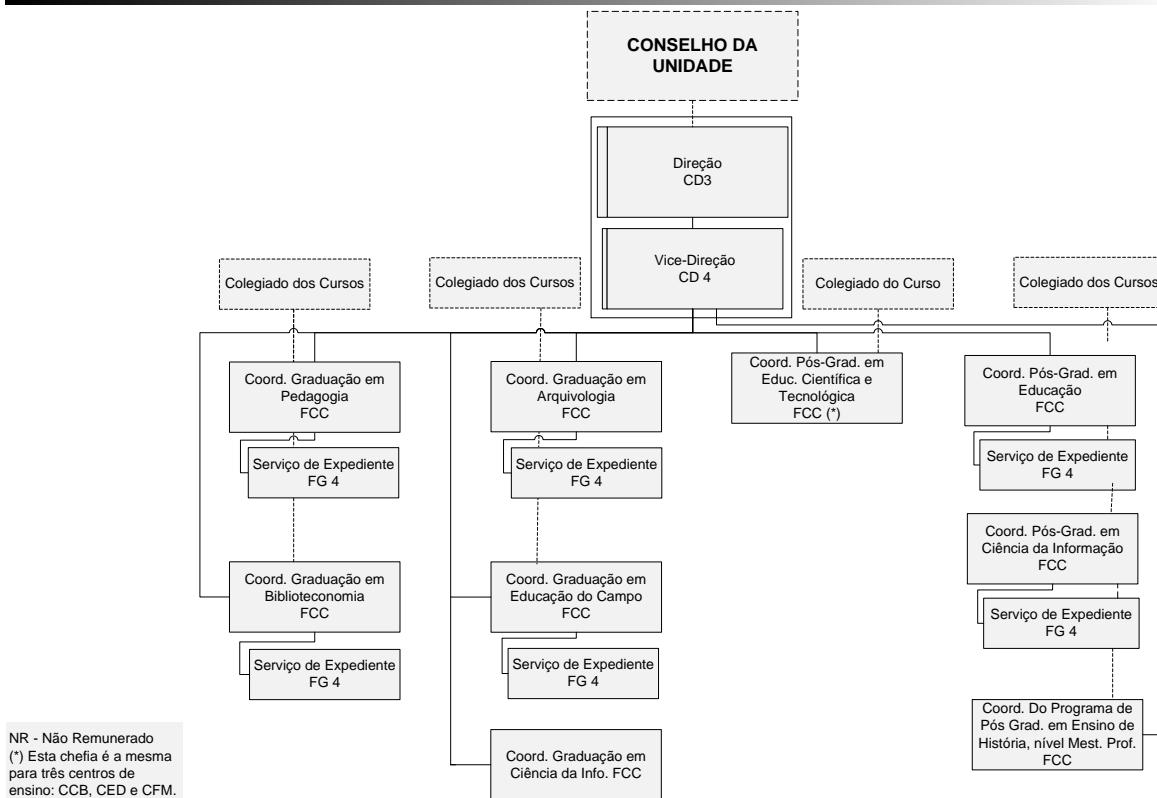 CONSELHO DA
UNIDADE
Direção
CD3
Vice-Direção
CD 4
Colegiado dos Cursos
Colegiado dos Cursos
Colegiado do Curso
Colegiado dos Cursos
Coord. Graduação em
Pedagogia
FCC
Coord. Graduação em
Arquivologia
FCC
Coord. Pós-Grad. em
Educ. Científica e
Tecnológica
FCC (*)
Coord. Pós-Grad. em
Educação
FCC
Serviço de Expediente
FG 4
Serviço de Expediente
FG 4
Serviço de Expediente
FG 4
Coord. Pós-Grad. em
Ciência da Informação
FCC
Coord. Graduação em
Biblioteconomia
FCC
Coord. Graduação em
Educação do Campo
FCC
Serviço de Expediente
FG 4
Serviço de Expediente
FG 4
Serviço de Expediente
FG 4
Coord. Do Programa de
Pós Grad. em Ensino de
História, nível Mest. Prof.
FCC
Coord. Graduação em
Ciência da Info. FCC
NR - Não Remunerado
(*) Esta chefia é a mesma
para três centros de
ensino: CCB, CED e CFM.